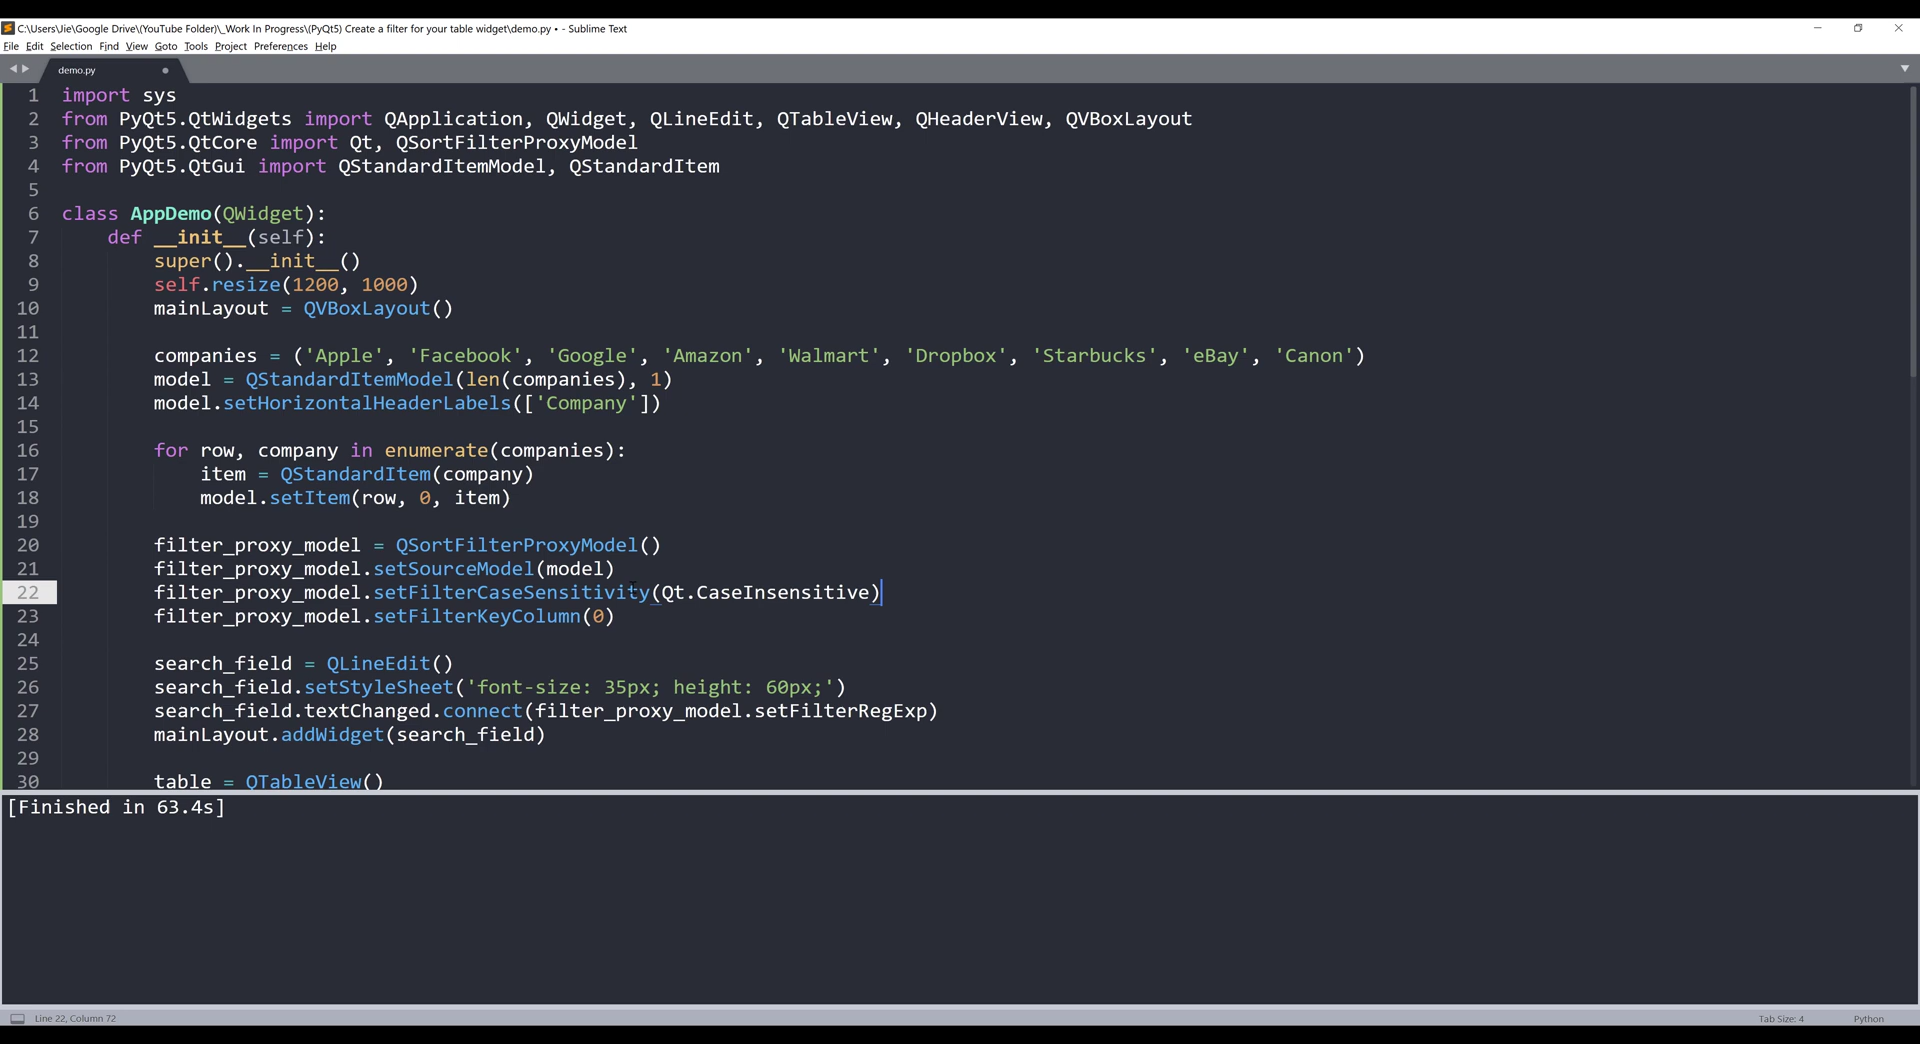 C:\Users\Jie\Google Drive\(YouTube Folder)\_Work In Progress\(PyQt5) Create a filter for your table widget\demo.py • - Sublime Text
File Edit Selection Find View Goto Tools Project Preferences Help
demo.py
1 import sys
2 from PyQt5.QtWidgets import QApplication, QWidget, QLineEdit, QTableView, QHeaderView, QVBoxLayout
3 from PyQt5.QtCore import Qt, QSortFilterProxyModel
4 from PyQt5.QtGui import QStandardItemModel, QStandardItem
5
6 class AppDemo(QWidget):
7     def __init__(self):
8         super().__init__()
9         self.resize(1200, 1000)
10         mainLayout = QVBoxLayout()
11
12         companies = ('Apple', 'Facebook', 'Google', 'Amazon', 'Walmart', 'Dropbox', 'Starbucks', 'eBay', 'Canon')
13         model = QStandardItemModel(len(companies), 1)
14         model.setHorizontalHeaderLabels(['Company'])
15
16         for row, company in enumerate(companies):
17             item = QStandardItem(company)
18             model.setItem(row, 0, item)
19
20         filter_proxy_model = QSortFilterProxyModel()
21         filter_proxy_model.setSourceModel(model)
22         filter_proxy_model.setFilterCaseSensitivity(Qt.CaseInsensitive)
23         filter_proxy_model.setFilterKeyColumn(0)
24
25         search_field = QLineEdit()
26         search_field.setStyleSheet('font-size: 35px; height: 60px;')
27         search_field.textChanged.connect(filter_proxy_model.setFilterRegExp)
28         mainLayout.addWidget(search_field)
29
30         table = QTableView()
[Finished in 63.4s]
Line 22, Column 72 Tab Size: 4 Python